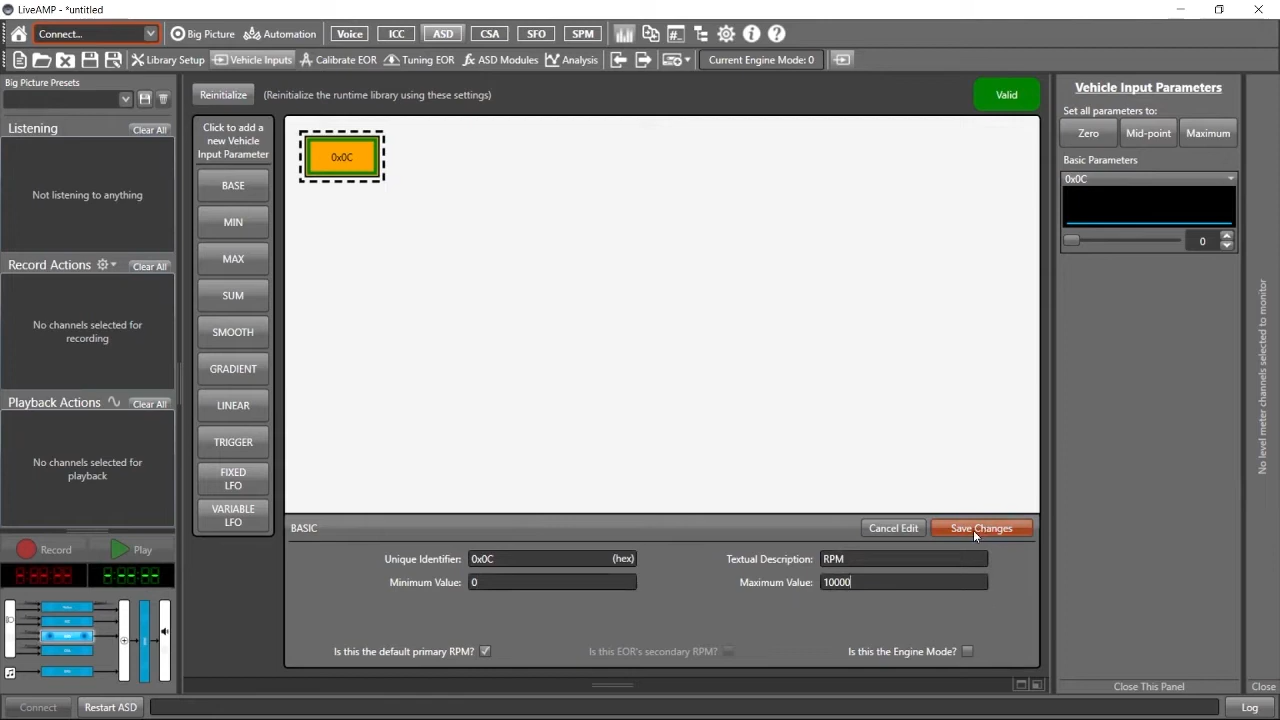 LiveAMP - *untitled
Connect...
Big Picture
Automation
Voice
ICC
ASD
CSA
SFO
SPM
Library Setup
Vehicle Inputs
Calibrate EOR
Tuning EOR
ASD Modules
Analysis
Current Engine Mode: 0
Big Picture Presets
Listening
Clear All
Not listening to anything
Record Actions
Clear All
No channels selected for
recording
Playback Actions
Clear All
No channels selected for
playback
Record
Play
Reinitialize
(Reinitialize the runtime library using these settings)
Valid
Click to add a
new Vehicle
Input Parameter
BASE
MIN
MAX
SUM
SMOOTH
GRADIENT
LINEAR
TRIGGER
FIXED
LFO
VARIABLE
LFO
0x0C
BASIC
Cancel Edit
Save Changes
Unique Identifier:
0x0C
(hex)
Textual Description:
RPM
Minimum Value:
0
Maximum Value:
10000
Is this the default primary RPM?
Is this EOR's secondary RPM?
Is this the Engine Mode?
Vehicle Input Parameters
Set all parameters to:
Zero
Mid-point
Maximum
Basic Parameters
0x0C
0
No level meter channels selected to monitor
Close This Panel
Close
Connect
Restart ASD
Log